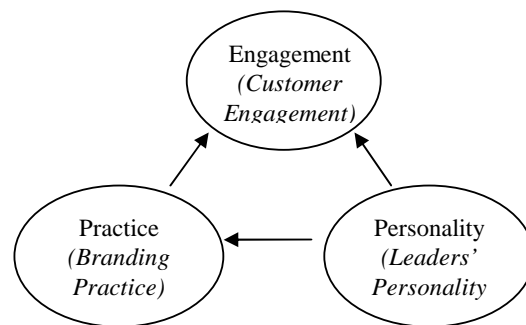 Engagement
(Customer
Engagement)
Practice
(Branding
Practice)
Personality
(Leaders’
Personality